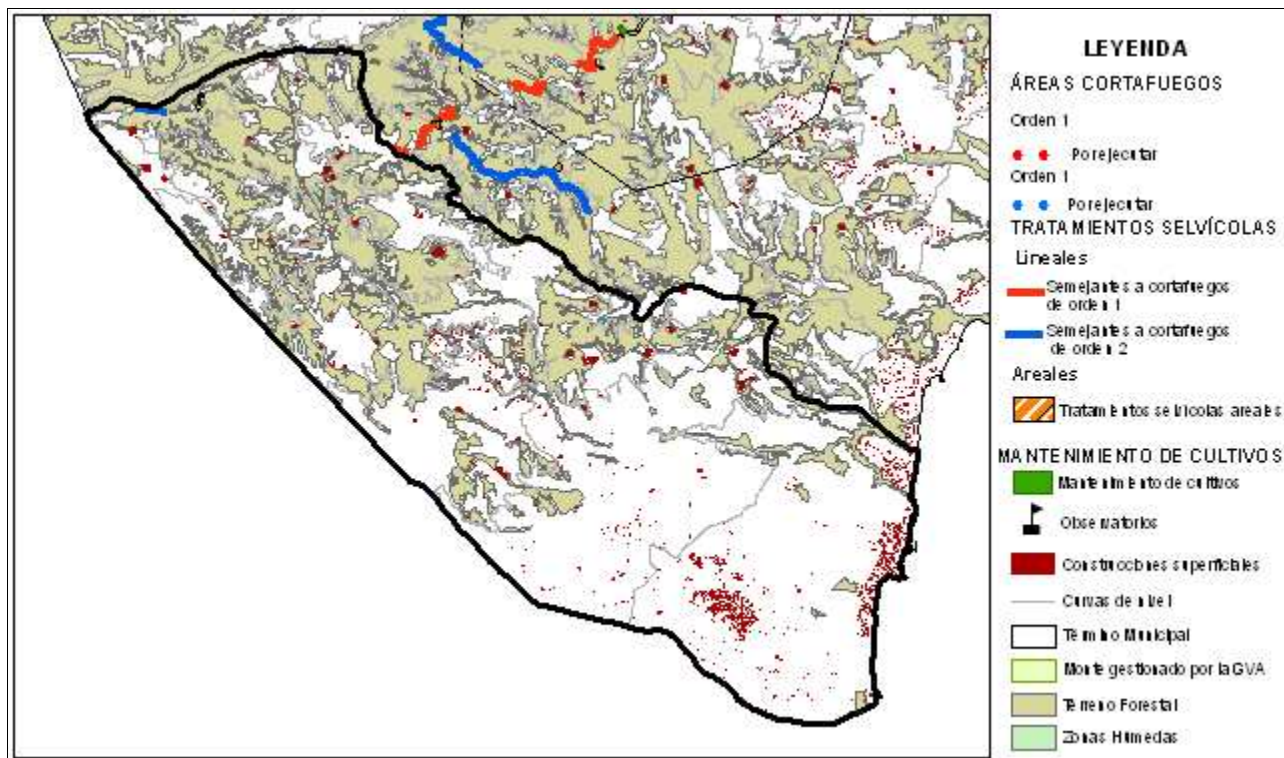 LEYENDA
ÁREAS CORTAFUEGOS
Orden 1
Por ejecutar
Orden 1
Por ejecutar
TRATAMIENTOS SELVÍCOLAS
Lineales
Semejantes a cortafuegos
de orden 1
Semejantes a cortafuegos
de orden 2
Areales
Tratamientos selvícolas areales
MANTENIMIENTO DE CULTIVOS
Mantenimiento de cultivos
Observatorios
Construcciones superficiales
Curvas de nivel
Término Municipal
Monte gestionado por la GVA
Terreno Forestal
Zonas Húmedas